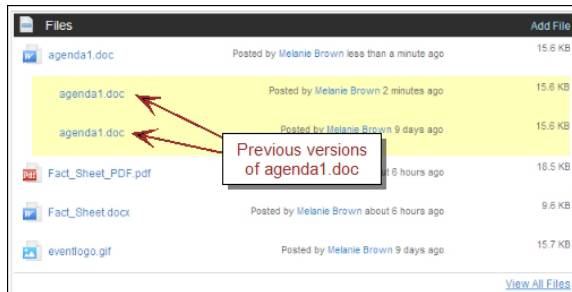 Files Add File
agenda1.doc Posted by Melanie Brown less than a minute ago 15.6 KB
agenda1.doc Posted by Melanie Brown 2 minutes ago 15.6 KB
agenda1.doc Posted by Melanie Brown 9 days ago 15.6 KB
Previous versions
of agenda1.doc
Fact_Sheet_PDF.pdf 6 hours ago 18.5 KB
Fact_Sheet.docx Posted by Melanie Brown about 6 hours ago 9.6 KB
eventlogo.gif Posted by Melanie Brown 9 days ago 15.7 KB
View All Files